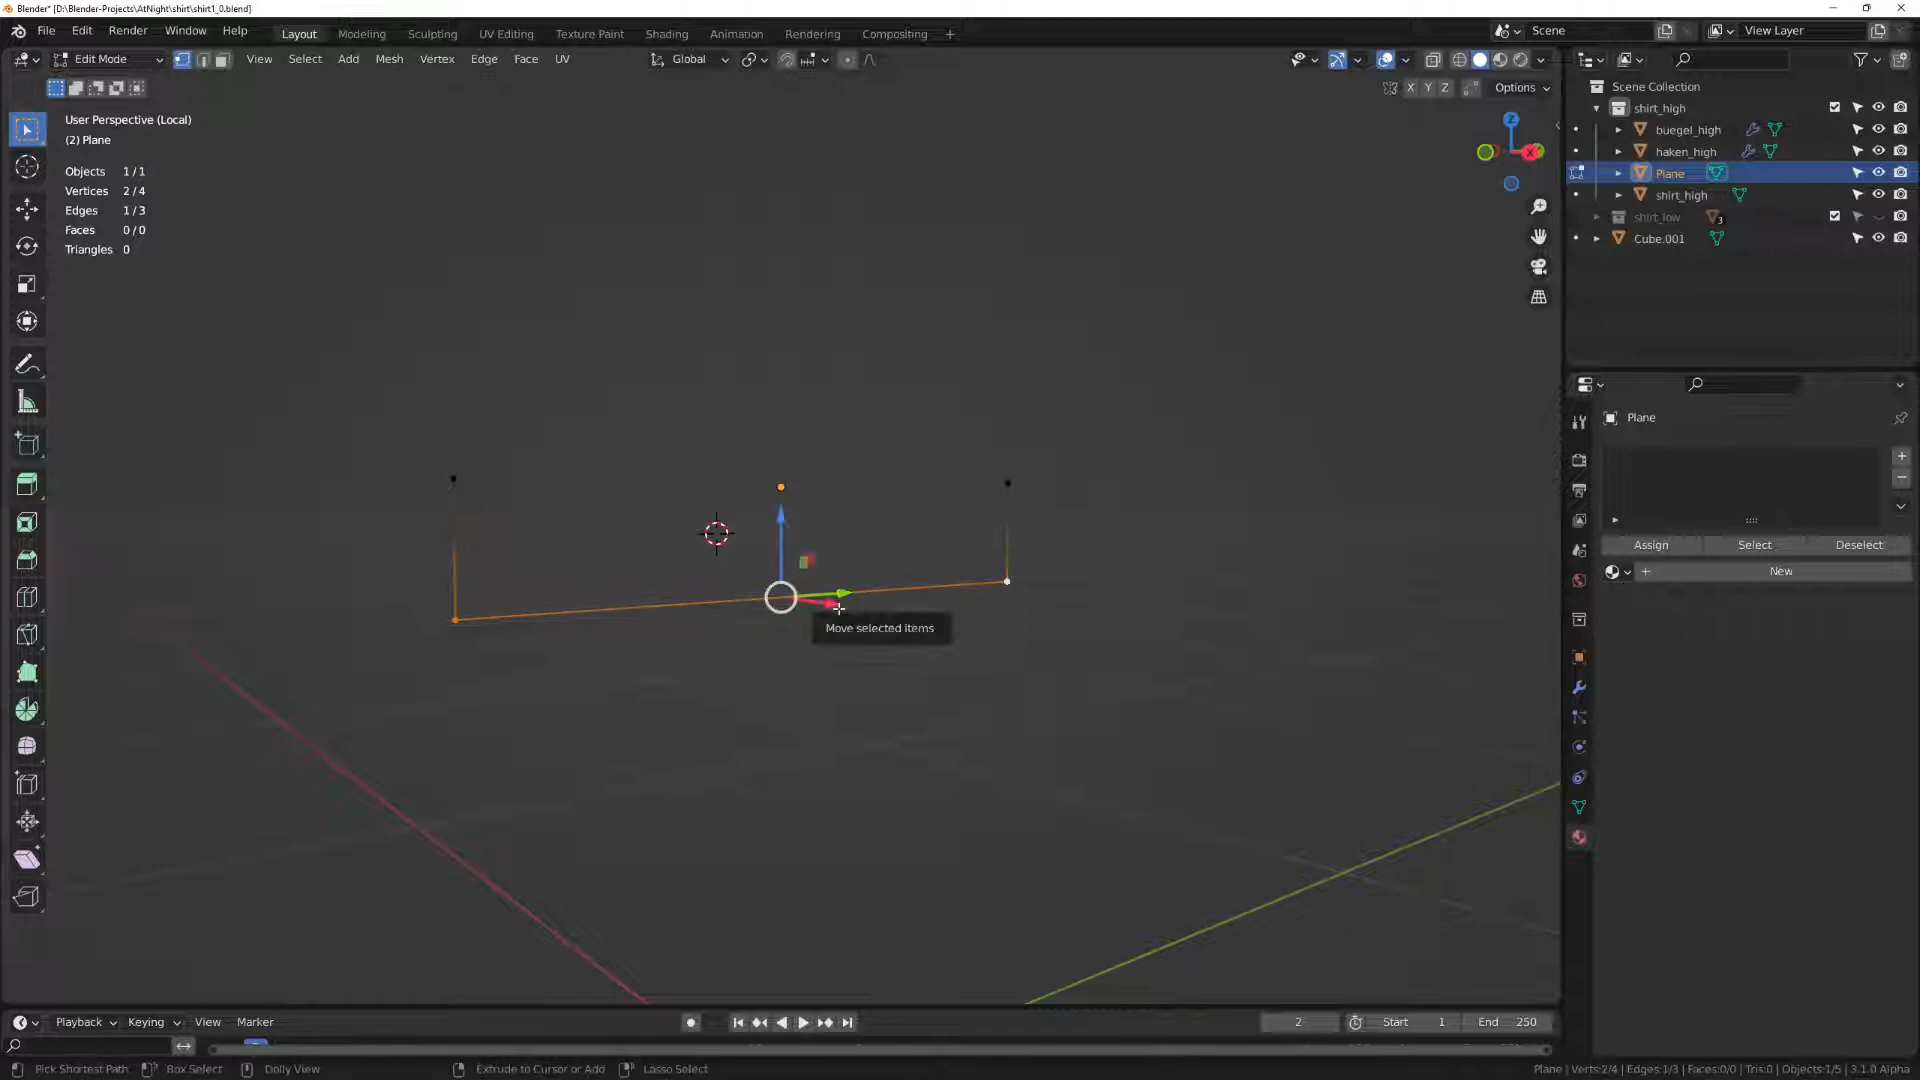 Blender* [D:\Blender-Projects\AtNight\shirt\shirt1_0.blend]
File Edit Render Window Help Layout Modeling Sculpting UV Editing Texture Paint Shading Animation Rendering Compositing + Scene View Layer
Edit Mode View Select Add Mesh Vertex Edge Face UV Global
X Y Z Options
User Perspective (Local)
(2) Plane
Objects 1/1
Vertices 2/4
Edges 1/3
Faces 0/0
Triangles 0
Z
X
Move selected items
Scene Collection
shirt_high
buegel_high
haken_high
Plane
shirt_high
shirt_low 3
Cube.001
Plane
Assign Select Deselect
New
Playback Keying View Marker 2 Start 1 End 250
Pick Shortest Path Box Select Dolly View Extrude to Cursor or Add Lasso Select Plane | Verts:2/4 | Edges:1/3 | Faces:0/0 | Tris:0 | Objects:1/5 | 3.1.0 Alpha